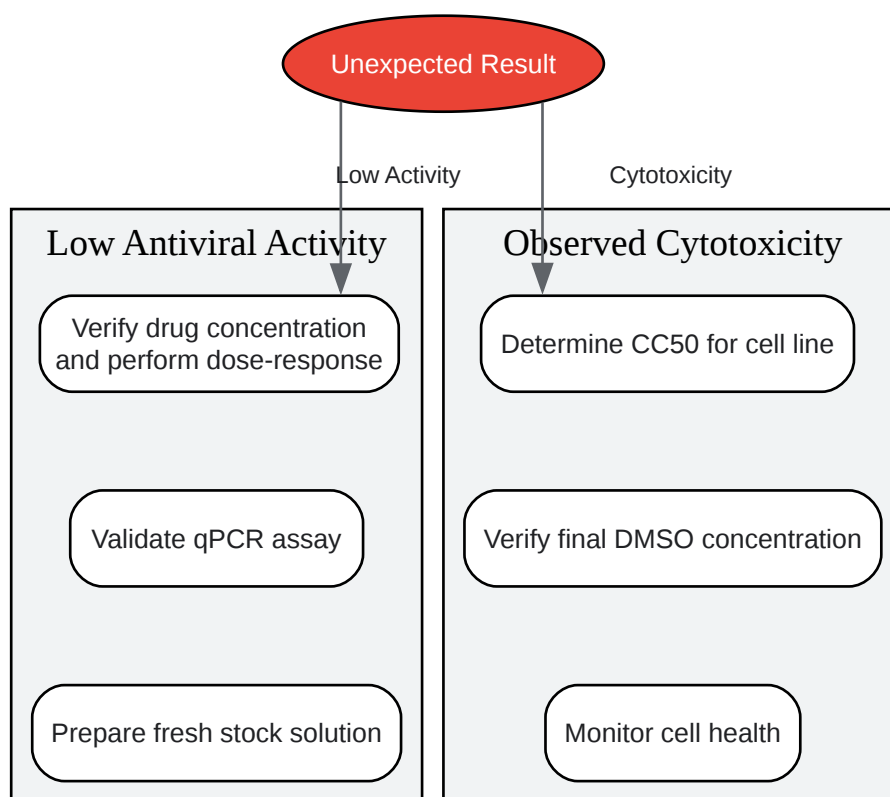 Unexpected Result
Low Activity
Cytotoxicity
Low Antiviral Activity
Verify drug concentration
and perform dose-response
Validate qPCR assay
Prepare fresh stock solution
Observed Cytotoxicity
Determine CC50 for cell line
Verify final DMSO concentration
Monitor cell health